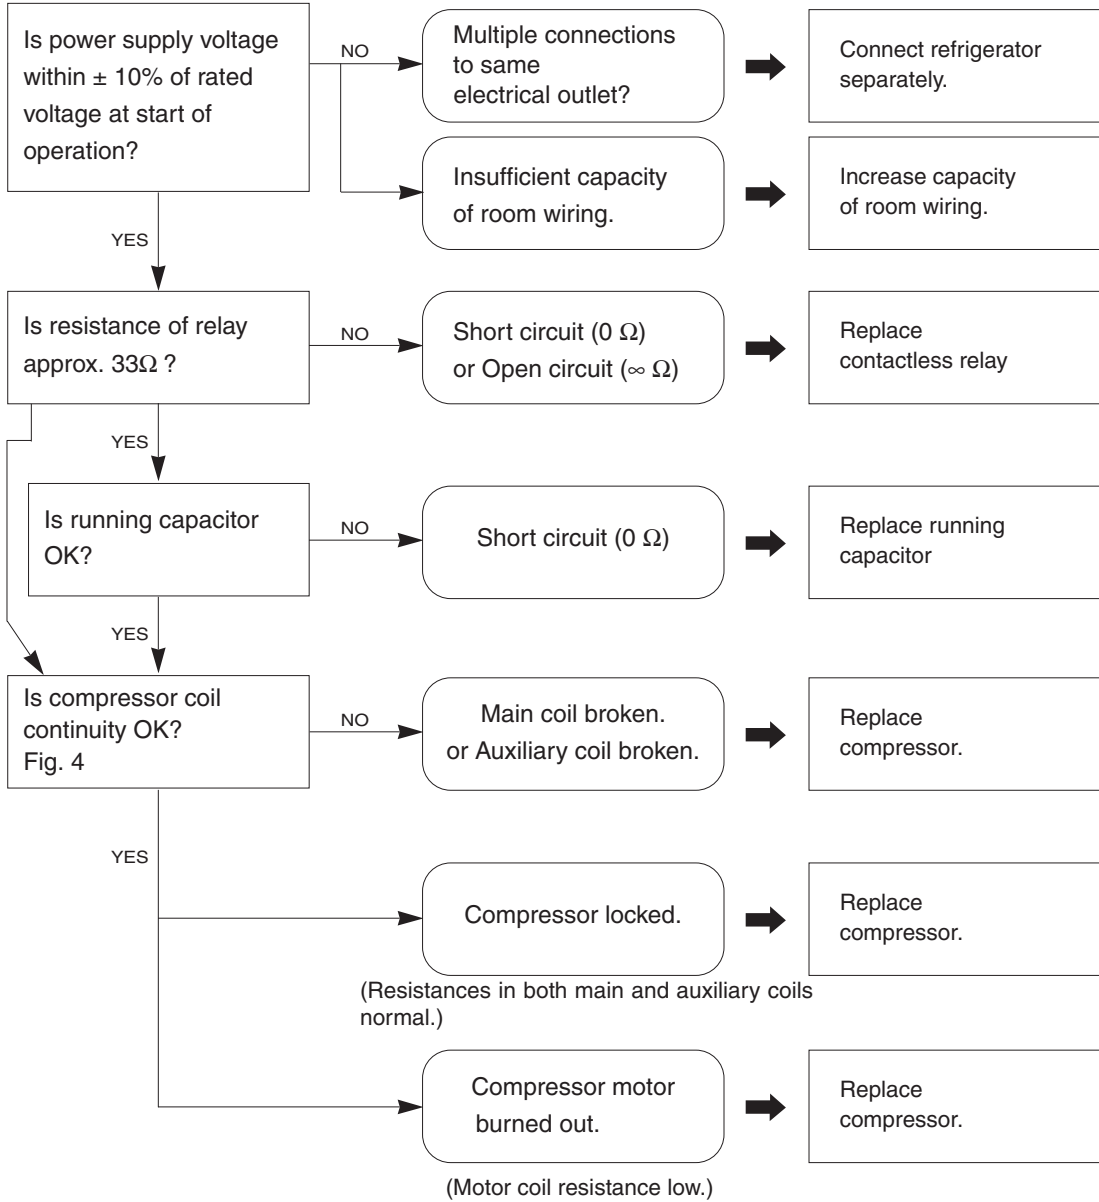 Is power supply voltage
within ± 10% of rated
voltage at start of
operation?
NO
Multiple connections
to same
electrical outlet?
Connect refrigerator
separately.
Insufficient capacity
of room wiring.
Increase capacity
of room wiring.
YES
Is resistance of relay
approx. 33Ω ?
NO
Short circuit (0 Ω)
or Open circuit (∞ Ω)
Replace
contactless relay
YES
Is running capacitor
OK?
NO
Short circuit (0 Ω)
Replace running
capacitor
YES
Is compressor coil
continuity OK?
Fig. 4
NO
Main coil broken.
or Auxiliary coil broken.
Replace
compressor.
YES
Compressor locked.
Replace
compressor.
(Resistances in both main and auxiliary coils
normal.)
Compressor motor
burned out.
Replace
compressor.
(Motor coil resistance low.)